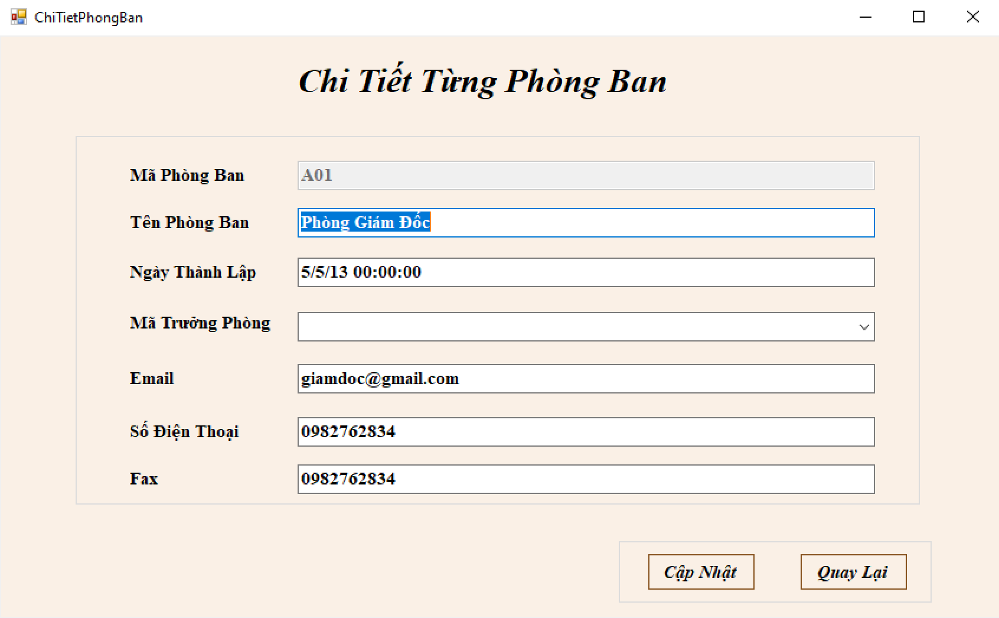 ChiTietPhongBan
Chi Tiết Từng Phòng Ban
Mã Phòng Ban A01
Tên Phòng Ban Phòng Giám Đốc
Ngày Thành Lập 5/5/13 00:00:00
Mã Trưởng Phòng
Email giamdoc@gmail.com
Số Điện Thoại 0982762834
Fax 0982762834
Cập Nhật Quay Lại